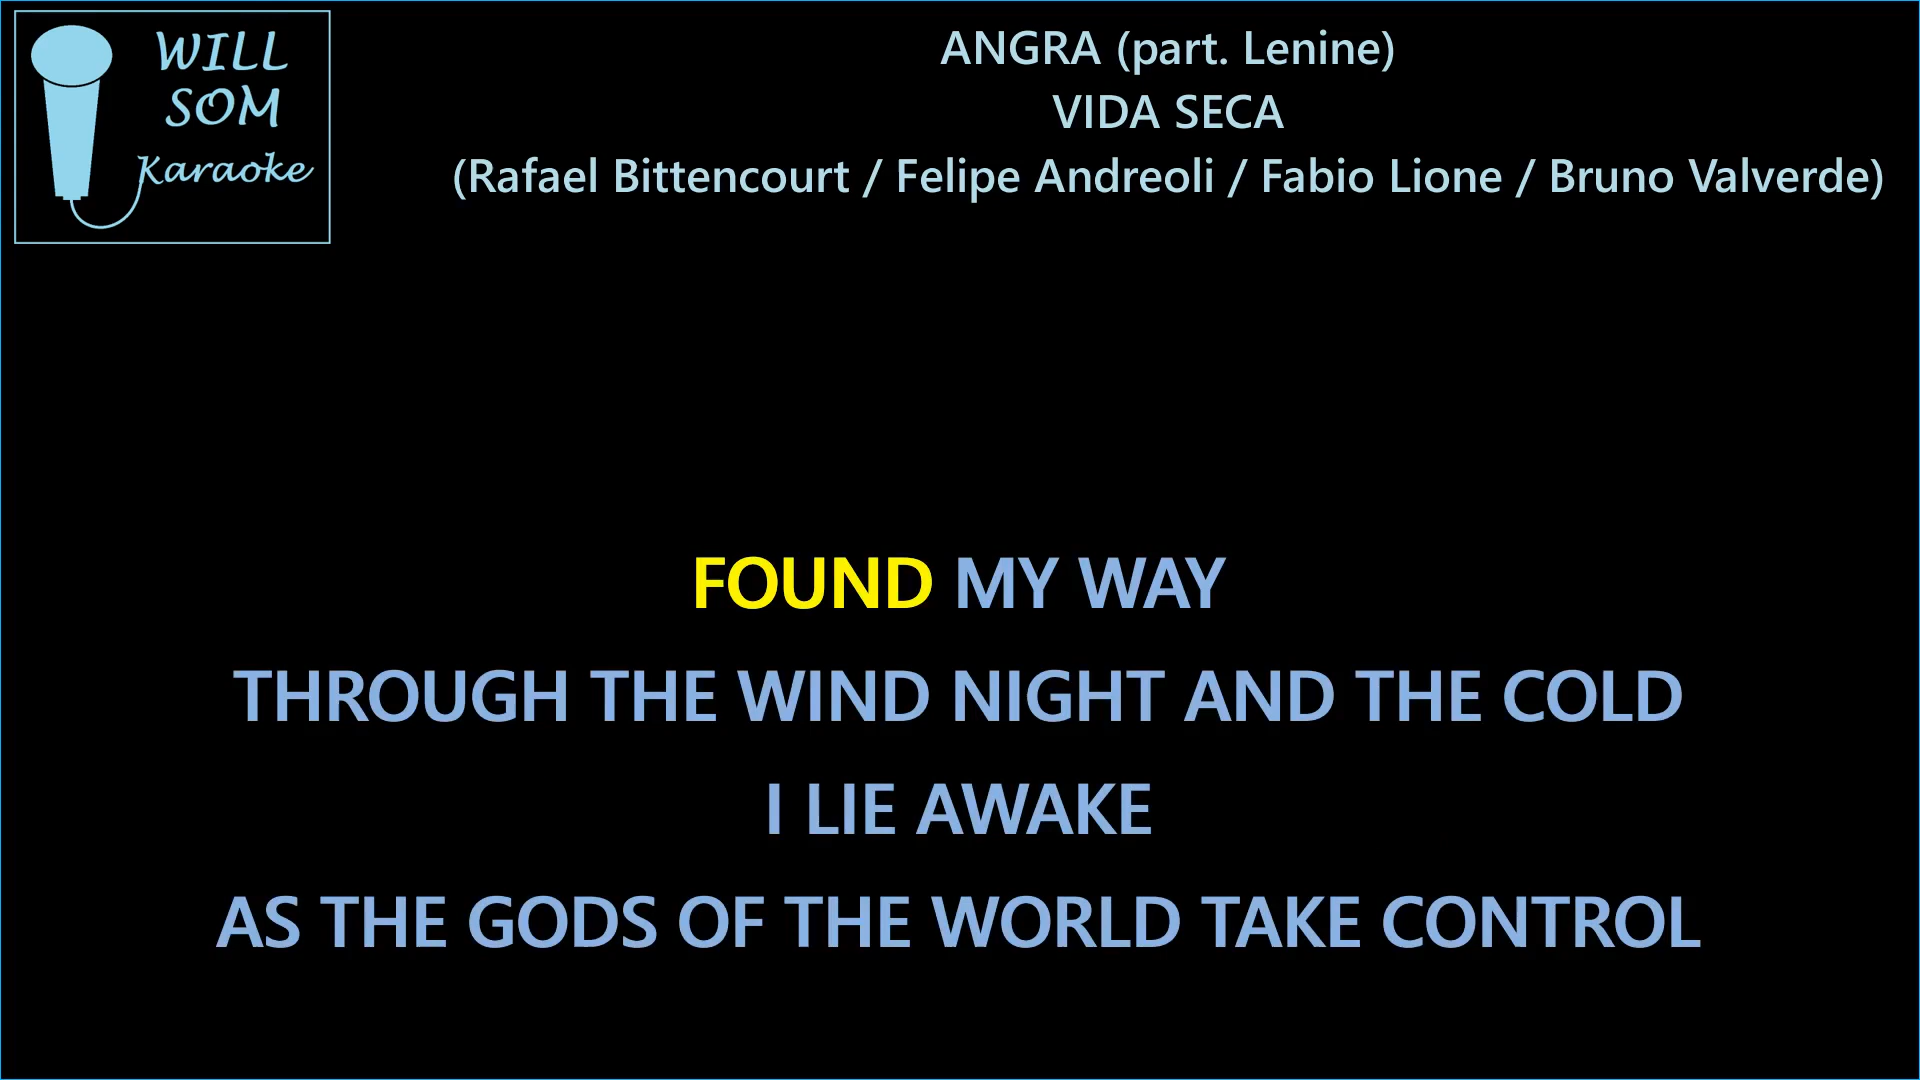 WILL
SOM
Karaoke
ANGRA (part. Lenine)
VIDA SECA
(Rafael Bittencourt / Felipe Andreoli / Fabio Lione / Bruno Valverde)
FOUND MY WAY
THROUGH THE WIND NIGHT AND THE COLD
I LIE AWAKE
AS THE GODS OF THE WORLD TAKE CONTROL